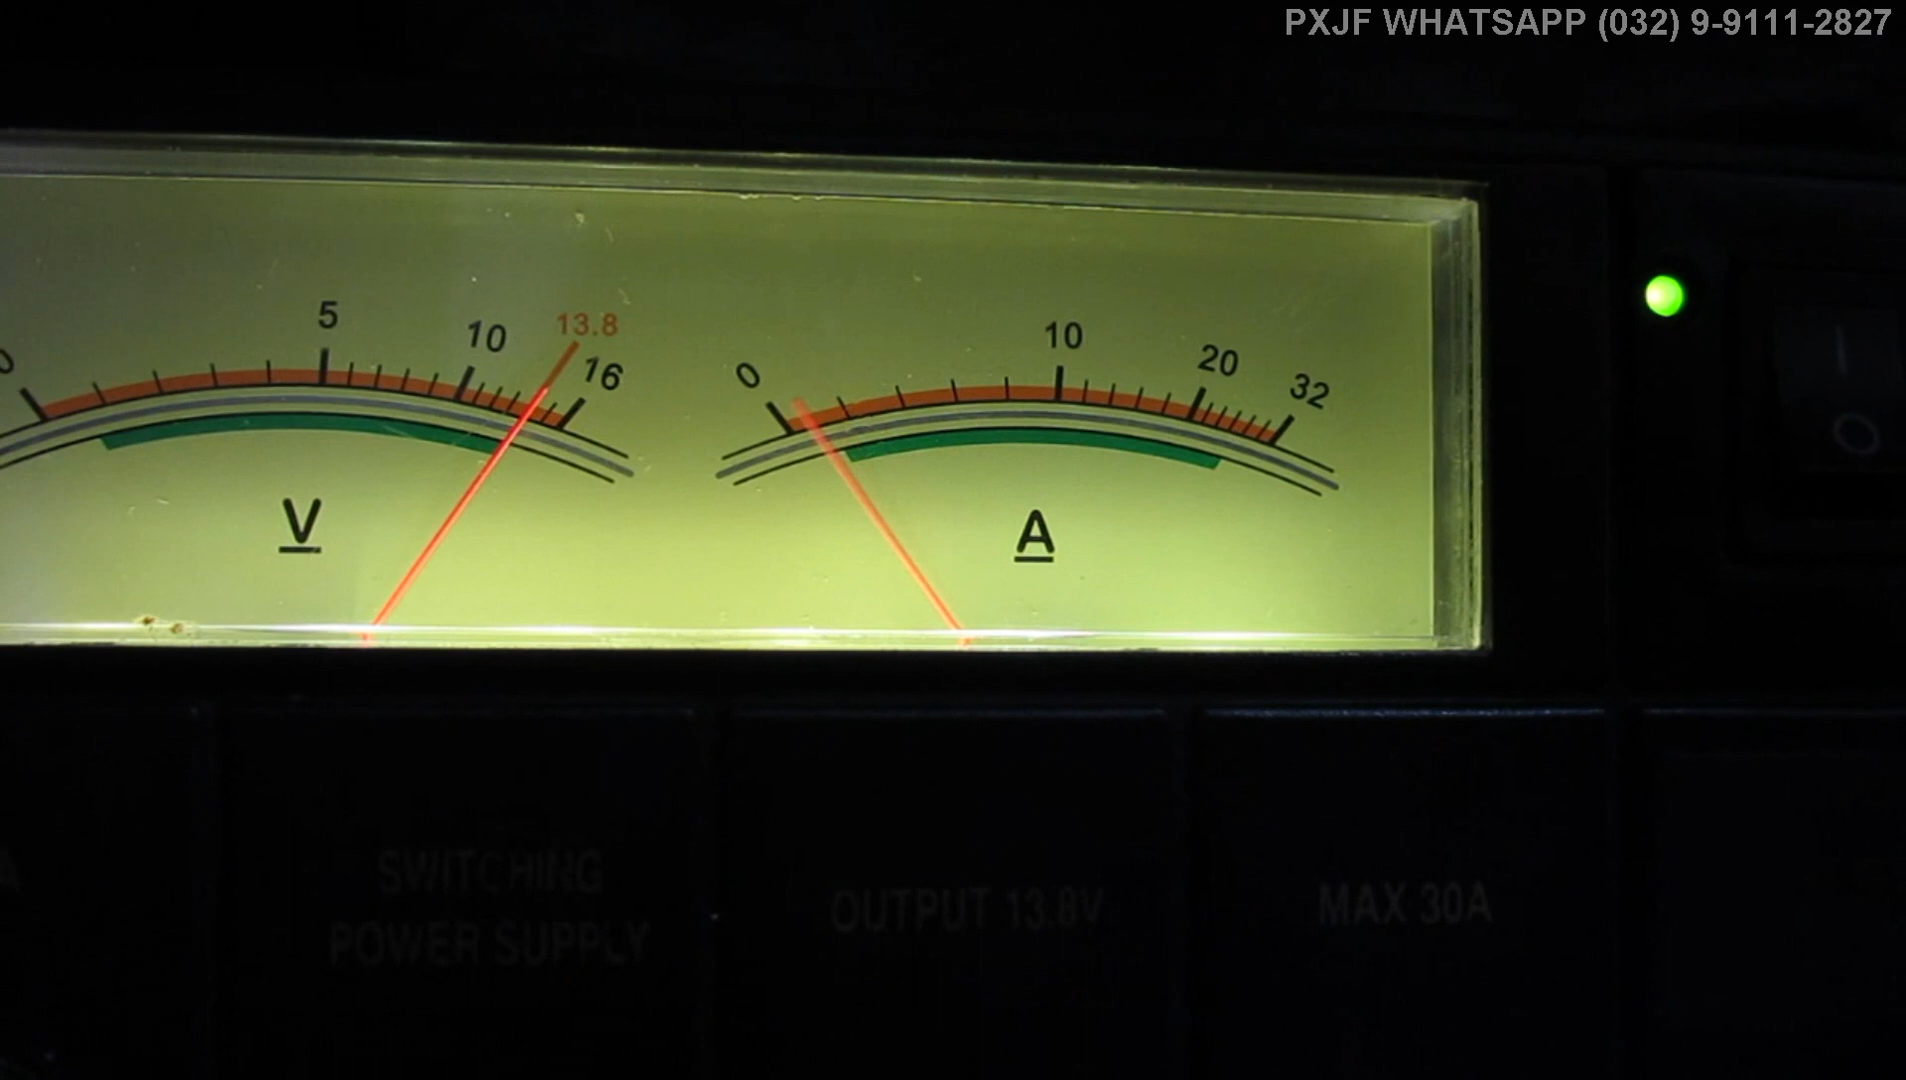 PXJF WHATSAPP (032) 9-9111-2827
0 5 10 13.8 16
0 10 20 32
V
A
SWITCHING
POWER SUPPLY
OUTPUT 13.8V
MAX 30A